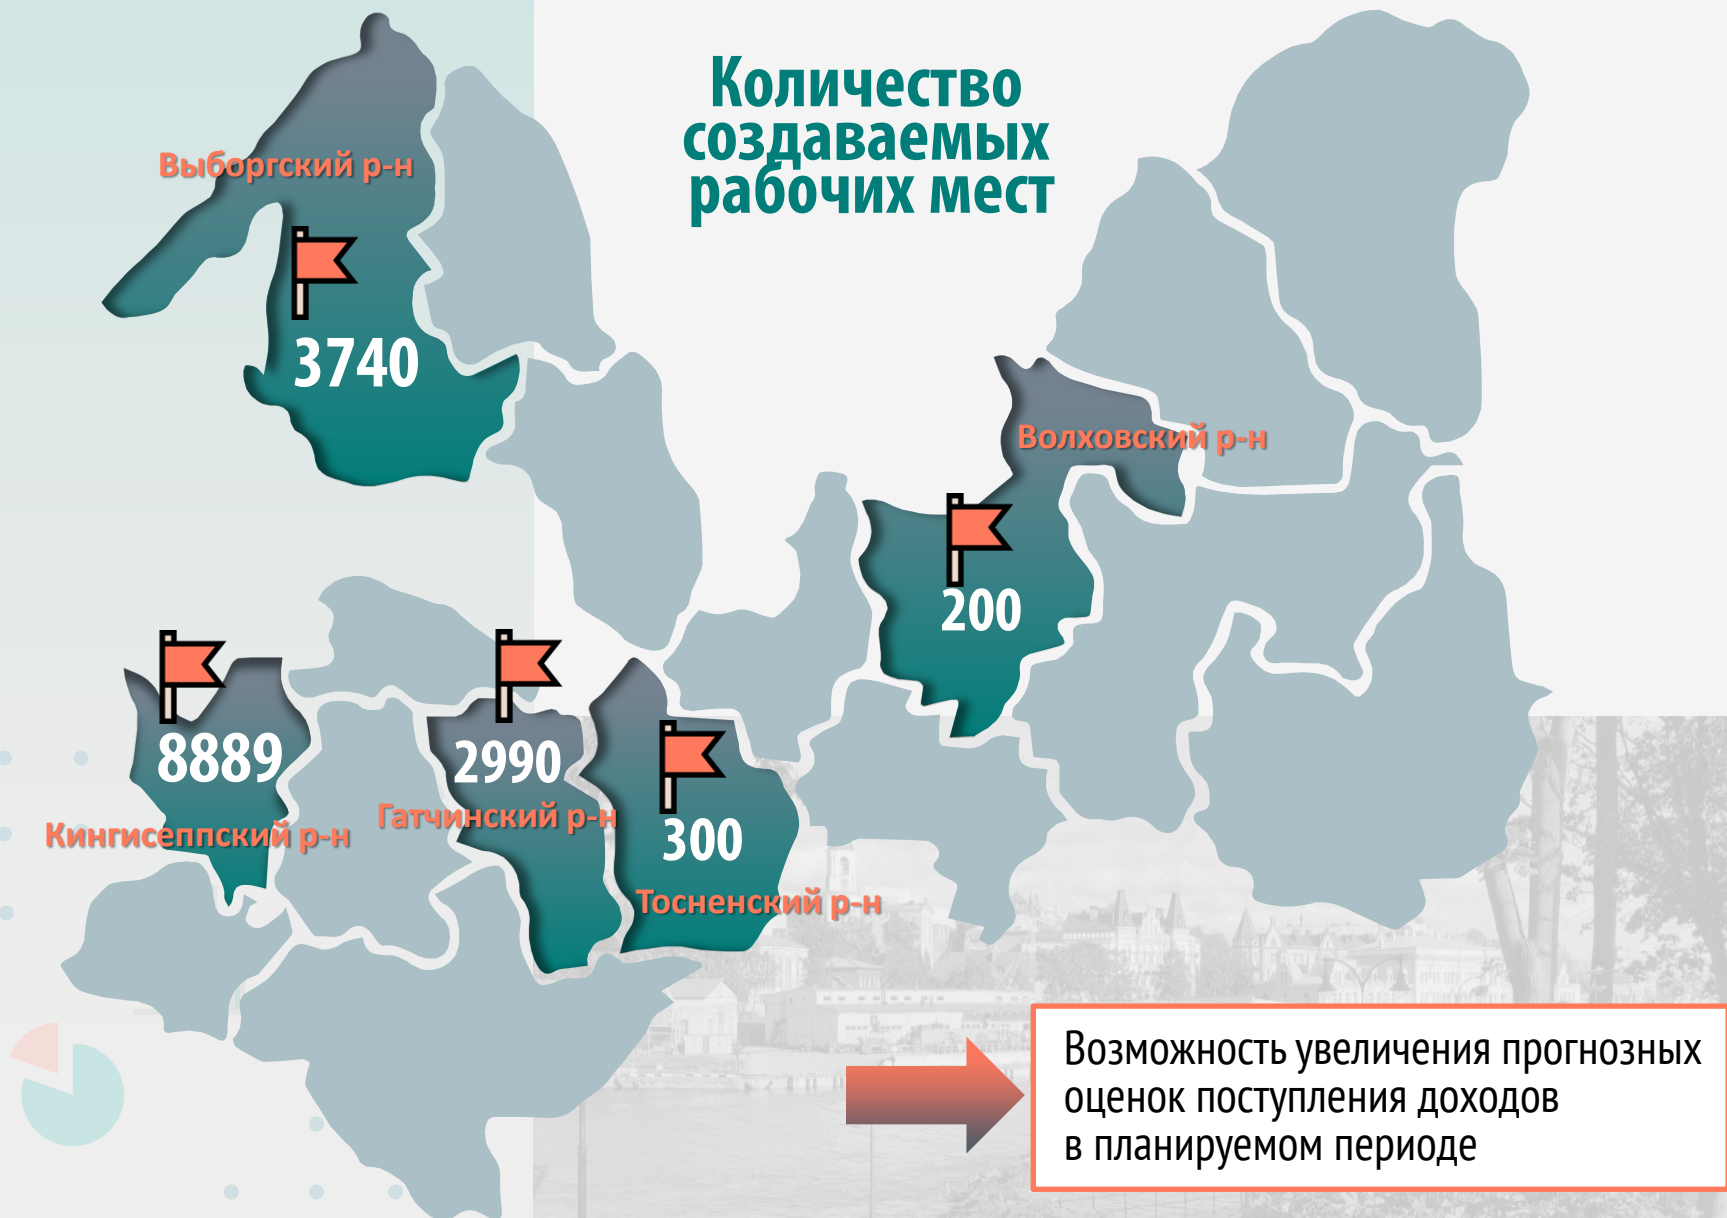 Количество
создаваемых
рабочих мест
Выборгский р-н
3740
Волховский р-н
200
8889
Кингисеппский р-н
2990
Гатчинский р-н
300
Тосненский р-н
Возможность увеличения прогнозных
оценок поступления доходов
в планируемом периоде